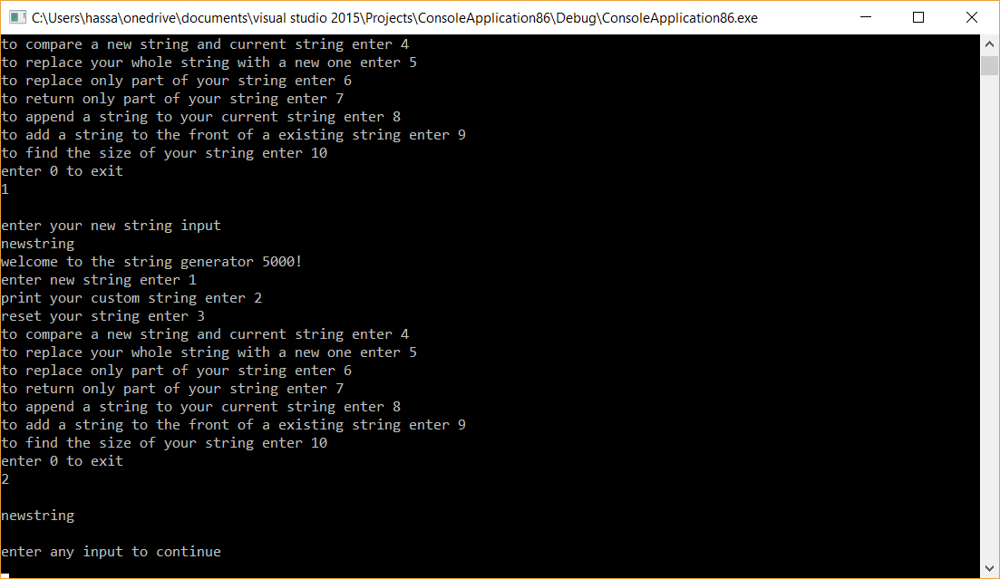 C:\Users\hassa\onedrive\documents\visual studio 2015\Projects\ConsoleApplication86\Debug\ConsoleApplication86.exe
to compare a new string and current string enter 4
to replace your whole string with a new one enter 5
to replace only part of your string enter 6
to return only part of your string enter 7
to append a string to your current string enter 8
to add a string to the front of a existing string enter 9
to find the size of your string enter 10
enter 0 to exit
1
enter your new string input
newstring
welcome to the string generator 5000!
enter new string enter 1
print your custom string enter 2
reset your string enter 3
to compare a new string and current string enter 4
to replace your whole string with a new one enter 5
to replace only part of your string enter 6
to return only part of your string enter 7
to append a string to your current string enter 8
to add a string to the front of a existing string enter 9
to find the size of your string enter 10
enter 0 to exit
2
newstring
enter any input to continue